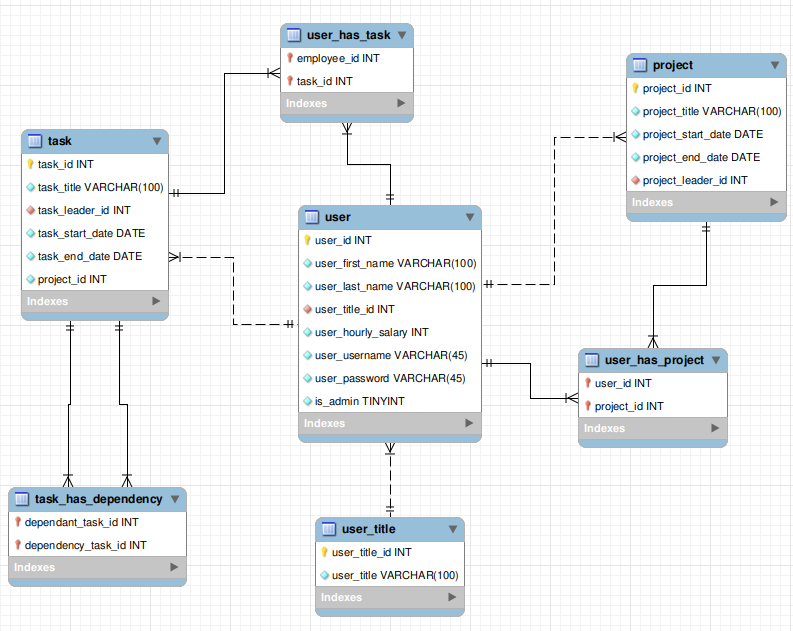 user_has_task
employee_id INT
task_id INT
Indexes
project
project_id INT
project_title VARCHAR(100)
project_start_date DATE
project_end_date DATE
project_leader_id INT
Indexes
task
task_id INT
task_title VARCHAR(100)
task_leader_id INT
task_start_date DATE
task_end_date DATE
project_id INT
Indexes
user
user_id INT
user_first_name VARCHAR(100)
user_last_name VARCHAR(100)
user_title_id INT
user_hourly_salary INT
user_username VARCHAR(45)
user_password VARCHAR(45)
is_admin TINYINT
Indexes
user_has_project
user_id INT
project_id INT
Indexes
task_has_dependency
dependant_task_id INT
dependency_task_id INT
Indexes
user_title
user_title_id INT
user_title VARCHAR(100)
Indexes